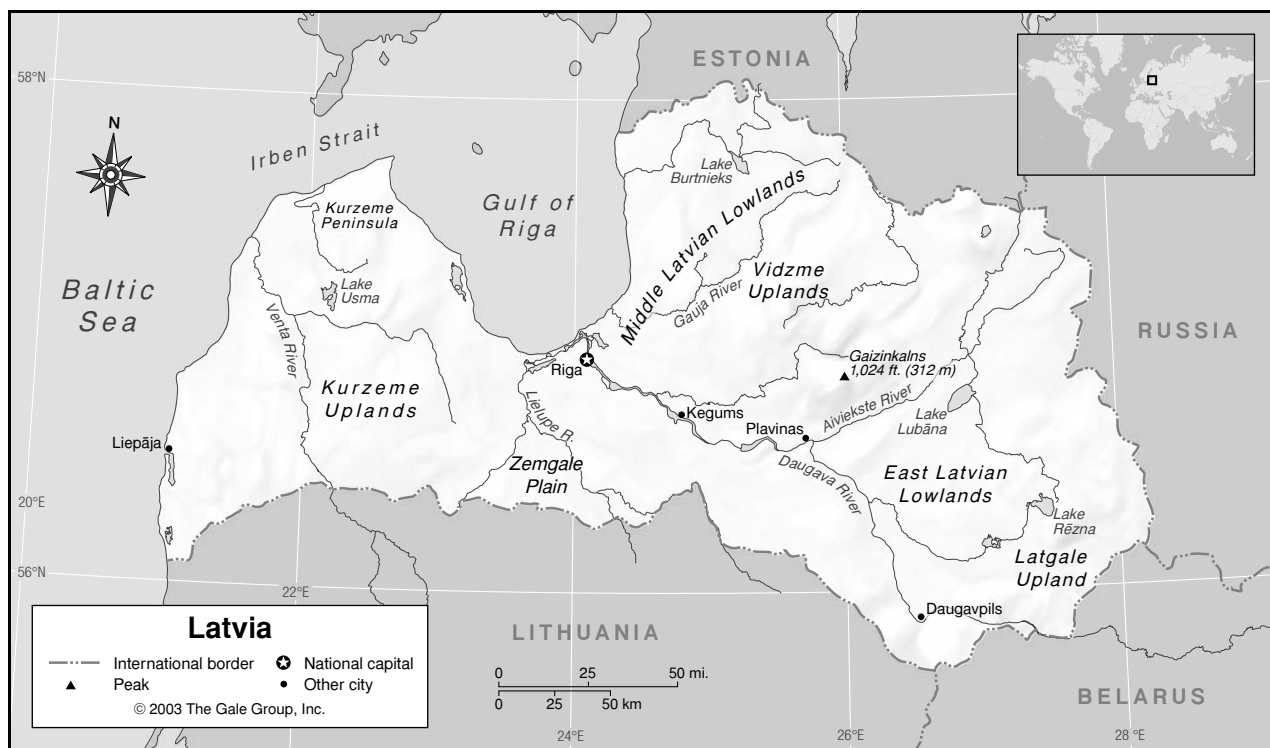 ESTONIA
58°N
N
Irben Strait
Lake
Burtnieks
Kurzeme
Peninsula
Gulf of
Riga
Middle Latvian Lowlands
Baltic
Sea
Lake
Usma
Vidzme
Uplands
Gauja River
Venta River
RUSSIA
Riga
Gaizinkalns
1,024 ft. (312 m)
Kurzeme
Uplands
Lielupe R.
Kegums
Aiviekste River
Lake
Lubāna
Plavinas
Liepāja
Zemgale
Plain
Daugava River
East Latvian
Lowlands
20°E
Lake
Rēzna
Latgale
Upland
56°N
22°E
Daugavpils
LITHUANIA
Latvia
International border
National capital
Peak
Other city
© 2003 The Gale Group, Inc.
0 25 50 mi.
0 25 50 km
BELARUS
24°E
26°E
28 °E